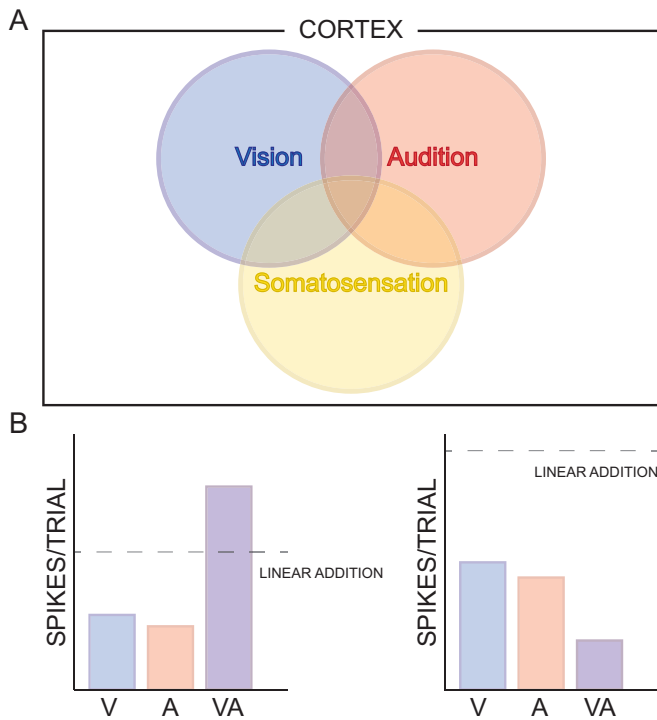 A
CORTEX
Vision
Audition
Somatosensation
B
SPIKES/TRIAL
LINEAR ADDITION
V
A
VA
SPIKES/TRIAL
LINEAR ADDITION
V
A
VA